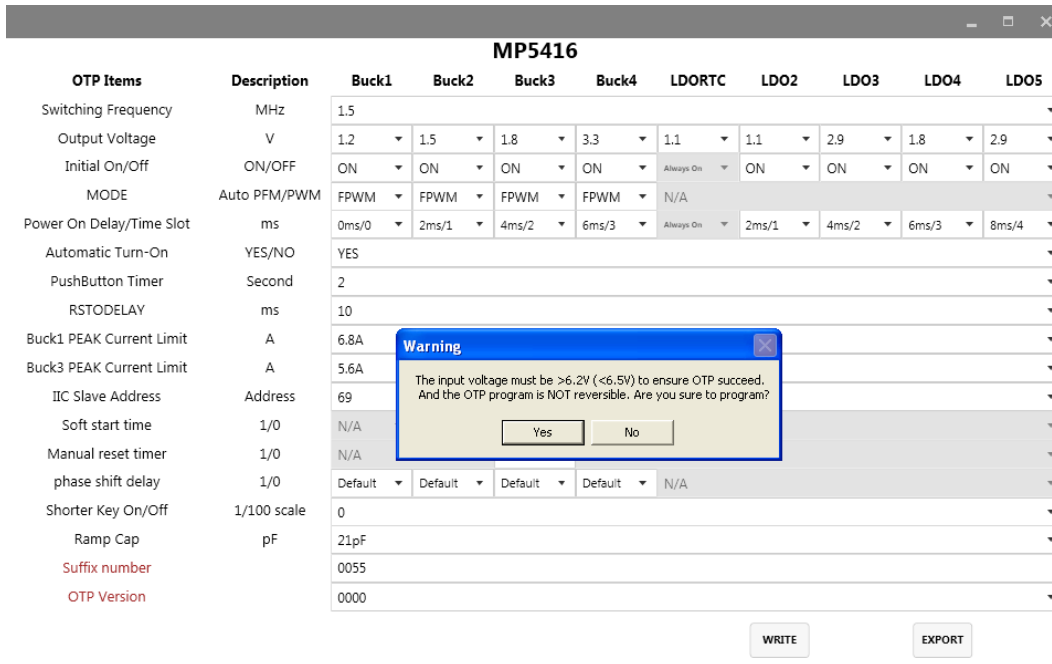 MP5416
OTP Items Description Buck1 Buck2 Buck3 Buck4 LDORTC LDO2 LDO3 LDO4 LDO5
Switching Frequency MHz 1.5
Output Voltage V 1.2 1.5 1.8 3.3 1.1 1.1 2.9 1.8 2.9
Initial On/Off ON/OFF ON ON ON ON Always On ON ON ON ON
MODE Auto PFM/PWM FPWM FPWM FPWM FPWM N/A
Power On Delay/Time Slot ms 0ms/0 2ms/1 4ms/2 6ms/3 Always On 2ms/1 4ms/2 6ms/3 8ms/4
Automatic Turn-On YES/NO YES
PushButton Timer Second 2
RSTODELAY ms 10
Buck1 PEAK Current Limit A 6.8A
Buck3 PEAK Current Limit A 5.6A
IIC Slave Address Address 69
Soft start time 1/0 N/A
Manual reset timer 1/0 N/A
Warning
The input voltage must be >6.2V (<6.5V) to ensure OTP succeed.
And the OTP program is NOT reversible. Are you sure to program?
Yes No
phase shift delay 1/0 Default Default Default Default N/A
Shorter Key On/Off 1/100 scale 0
Ramp Cap pF 21pF
Suffix number 0055
OTP Version 0000
WRITE EXPORT